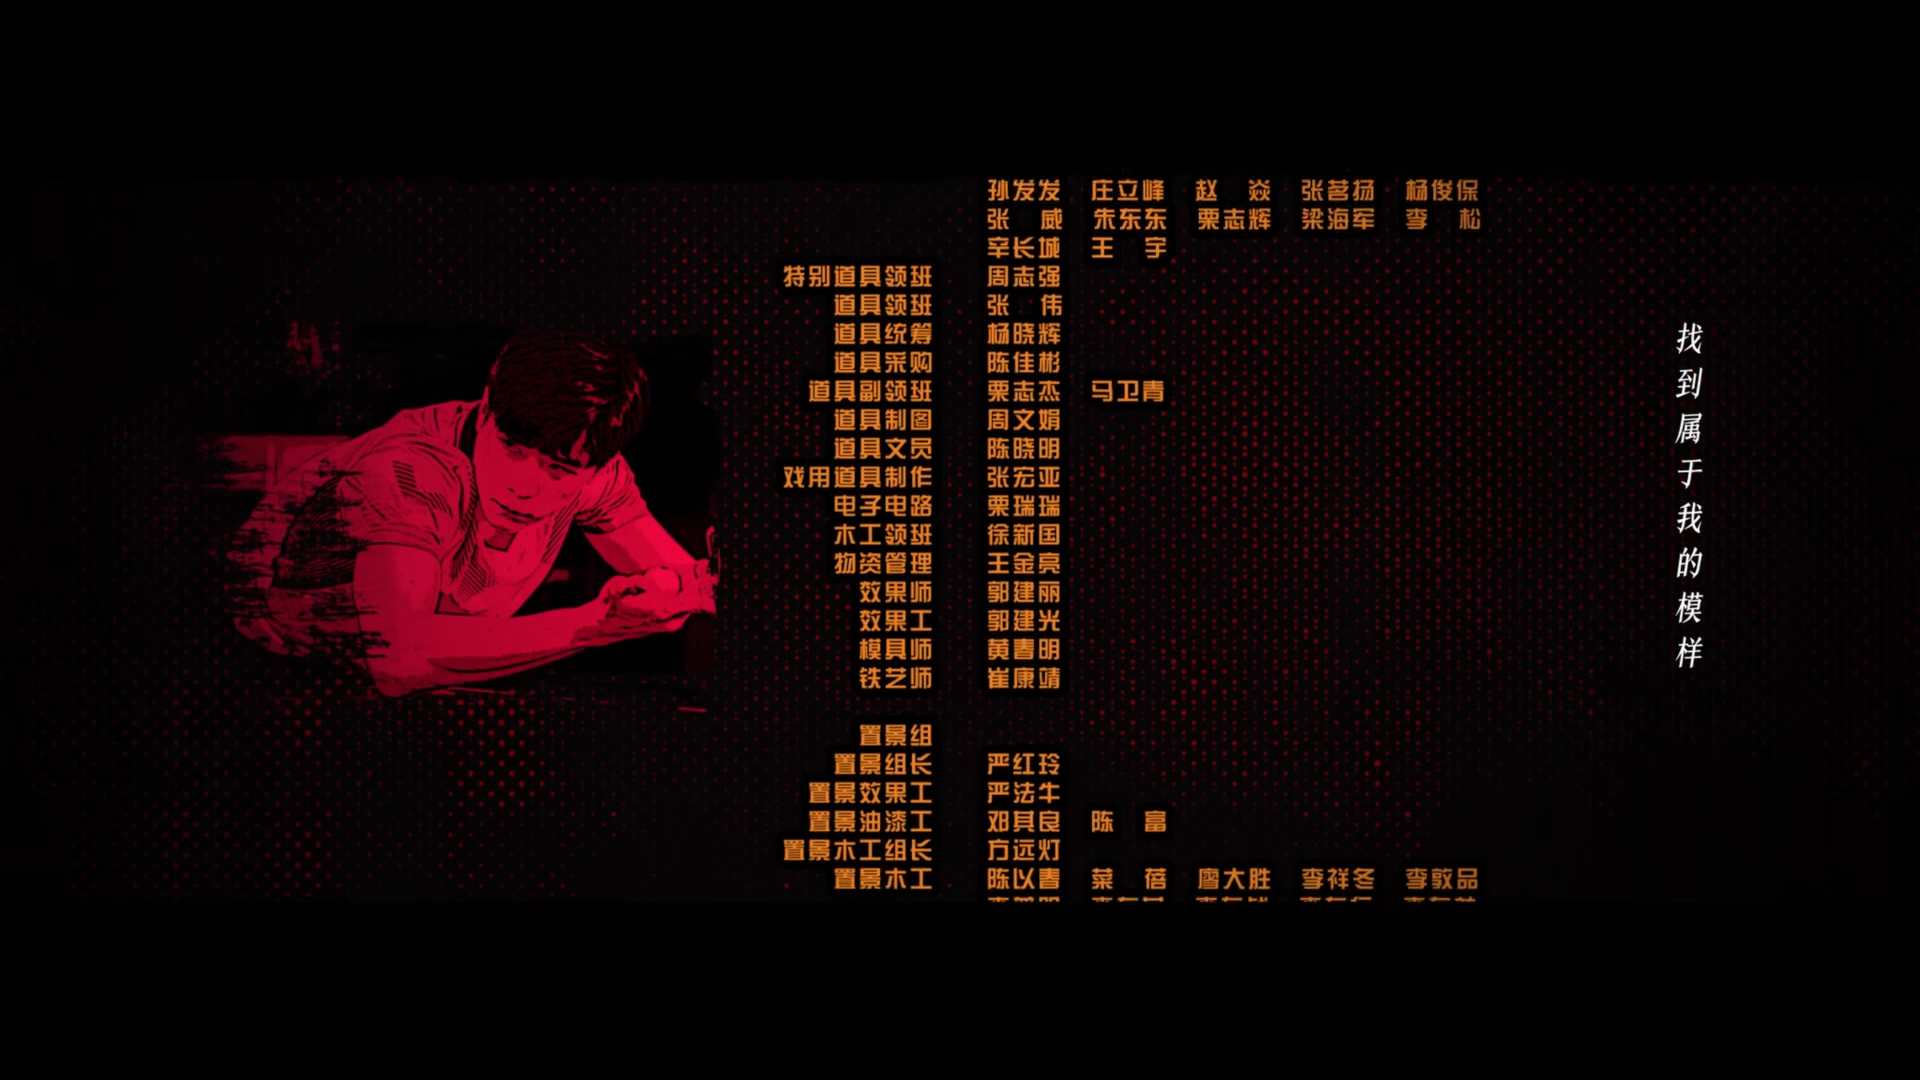 孙发发 庄立峰 赵 焱 张茗扬 杨俊保
张 威 朱东东 栗志辉 梁海军 李 松
辛长城 王 宇
特别道具领班 周志强
道具领班 张 伟
道具统筹 杨晓辉
道具采购 陈佳彬
道具副领班 栗志杰 马卫青
道具制图 周文娟
道具文员 陈晓明
戏用道具制作 张宏亚
电子电路 栗瑞瑞
木工领班 徐新国
物资管理 王金亮
效果师 郭建丽
效果工 郭建光
模具师 黄春明
铁艺师 崔康靖
置景组
置景组长 严红玲
置景效果工 严法牛
置景油漆工 邓其良 陈 富
置景木工组长 方远灯
置景木工 陈以春 菜 蓓 廖大胜 李祥冬 李敦品
找到属于我的模样